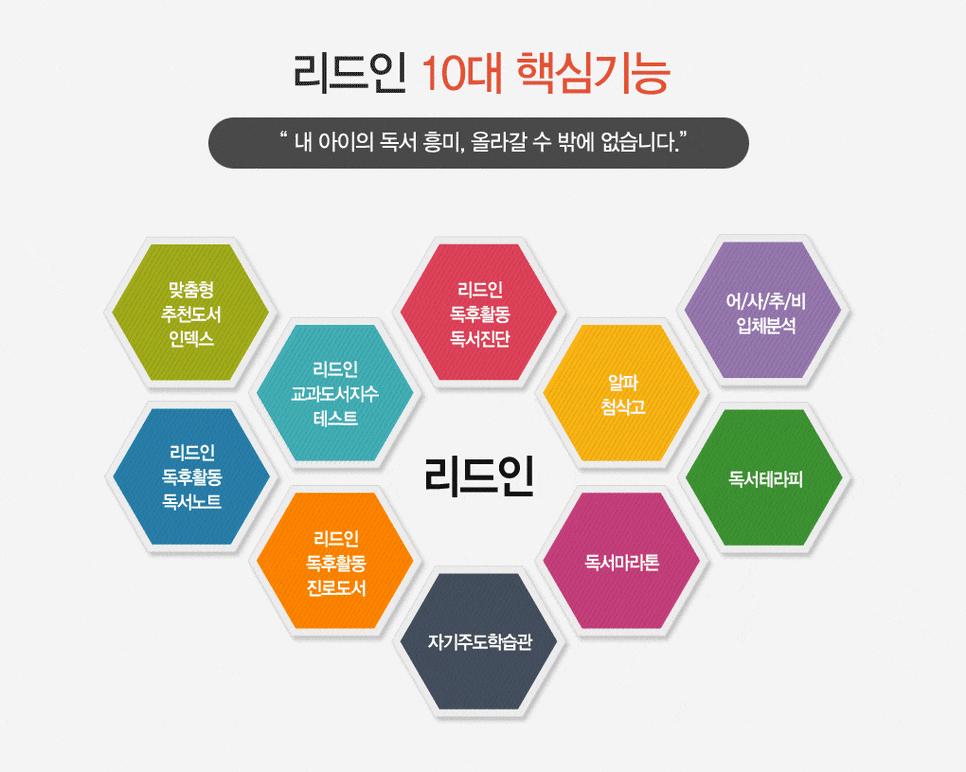 리드인 10대 핵심기능
“ 내 아이의 독서 흥미, 올라갈 수 밖에 없습니다.”
맞춤형
추천도서
인덱스
리드인
독후활동
독서진단
어/사/추/비
입체분석
리드인
교과도서지수
테스트
알파
첨삭고
리드인
독후활동
독서노트
리드인
독서테라피
리드인
독후활동
진로도서
독서마라톤
자기주도학습관